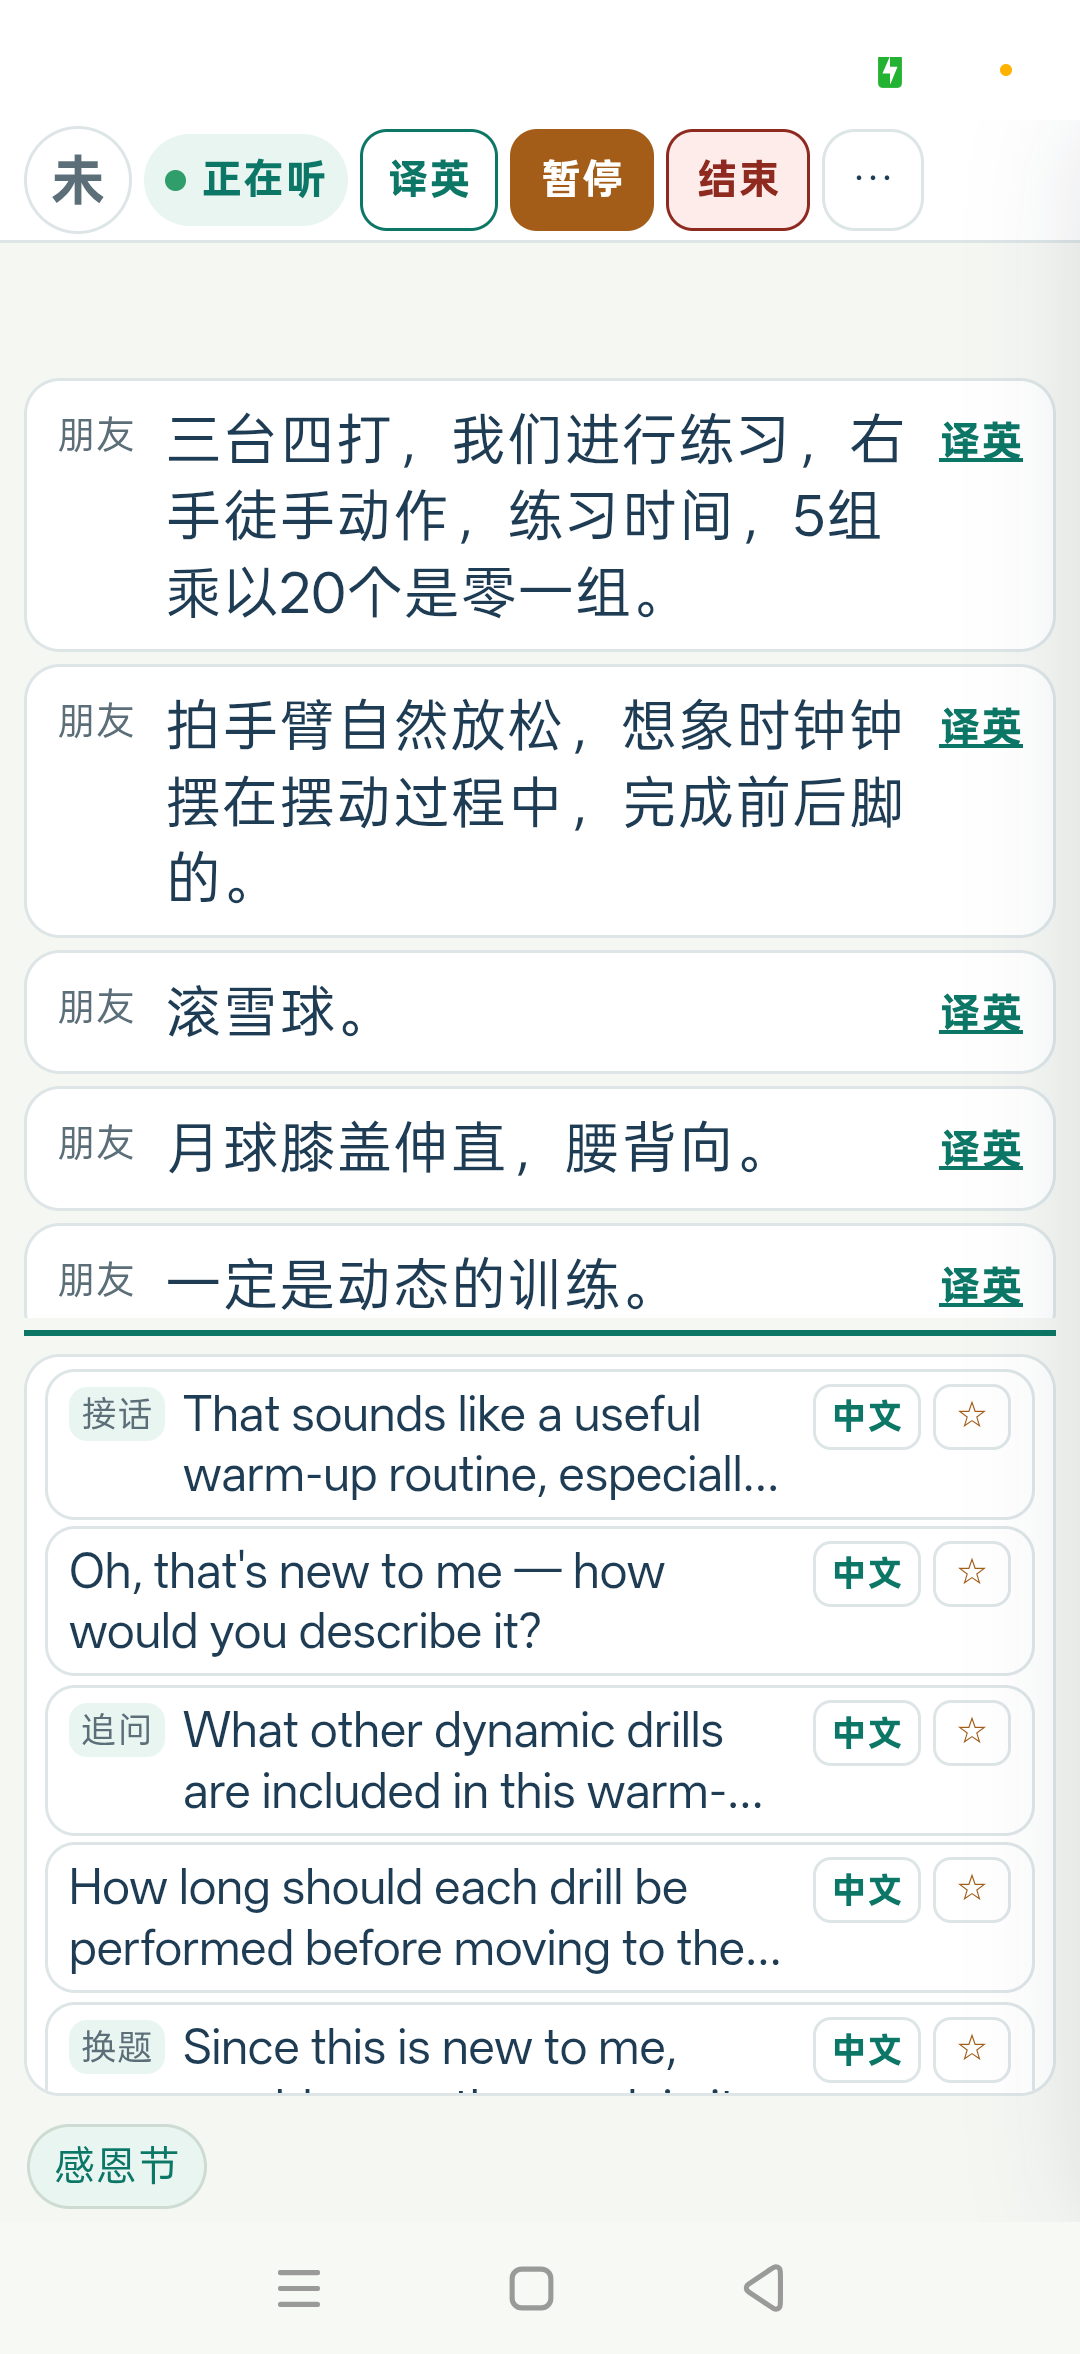 未
正在听
译英
暂停
结束
...
朋友
三台四打，我们进行练习，右
译英
手徒手动作，练习时间，5组
乘以20个是零一组。
朋友
拍手臂自然放松，想象时钟钟
译英
摆在摆动过程中，完成前后脚
的。
朋友
滚雪球。
译英
朋友
月球膝盖伸直，腰背向。
译英
朋友
一定是动态的训练。
译英
接话
That sounds like a useful
中文
warm-up routine, especiall...
Oh, that's new to me — how
中文
would you describe it?
追问
What other dynamic drills
中文
are included in this warm-...
How long should each drill be
中文
performed before moving to the...
换题
Since this is new to me,
中文
感恩节